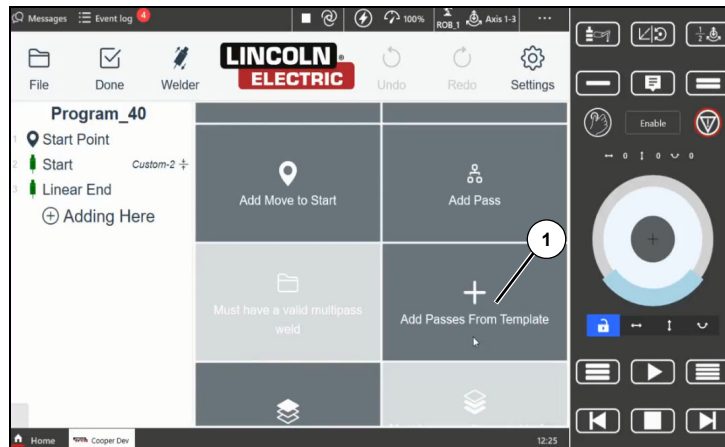 Messages Event log 4 100% ROB_1 Axis 1-3 ...
File Done Welder LINCOLN ELECTRIC Undo Redo Settings
Program_40
1 Start Point
2 Start Custom-2
3 Linear End
Adding Here
Add Move to Start
Add Pass
1
Must have a valid multipass
weld
Add Passes From Template
Enable
0 0 0
Home Cooper Dev 12:25